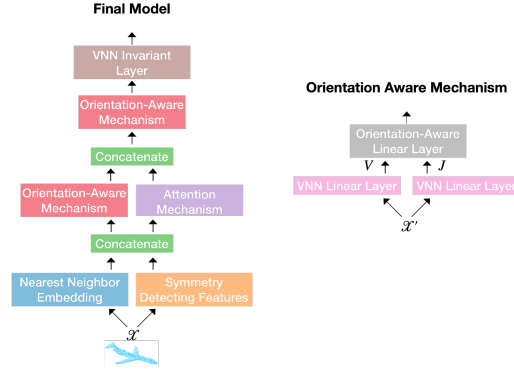 Final Model
VNN Invariant
Layer
Orientation-Aware
Mechanism
Concatenate
Orientation-Aware
Mechanism
Attention
Mechanism
Concatenate
Nearest Neighbor
Embedding
Symmetry
Detecting Features
𝒳
Orientation Aware Mechanism
Orientation-Aware
Linear Layer
V
J
VNN Linear Layer
VNN Linear Layer
𝒳'